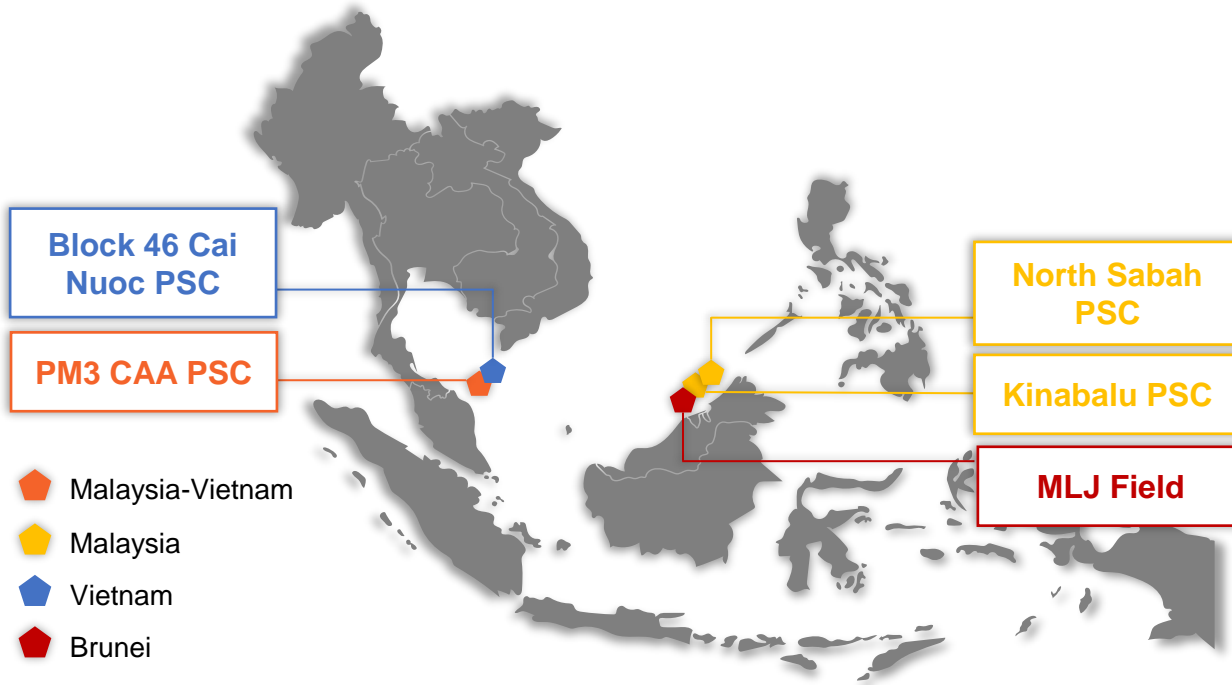 Block 46 Cai
Nuoc PSC
PM3 CAA PSC
North Sabah
PSC
Kinabalu PSC
MLJ Field
Malaysia-Vietnam
Malaysia
Vietnam
Brunei